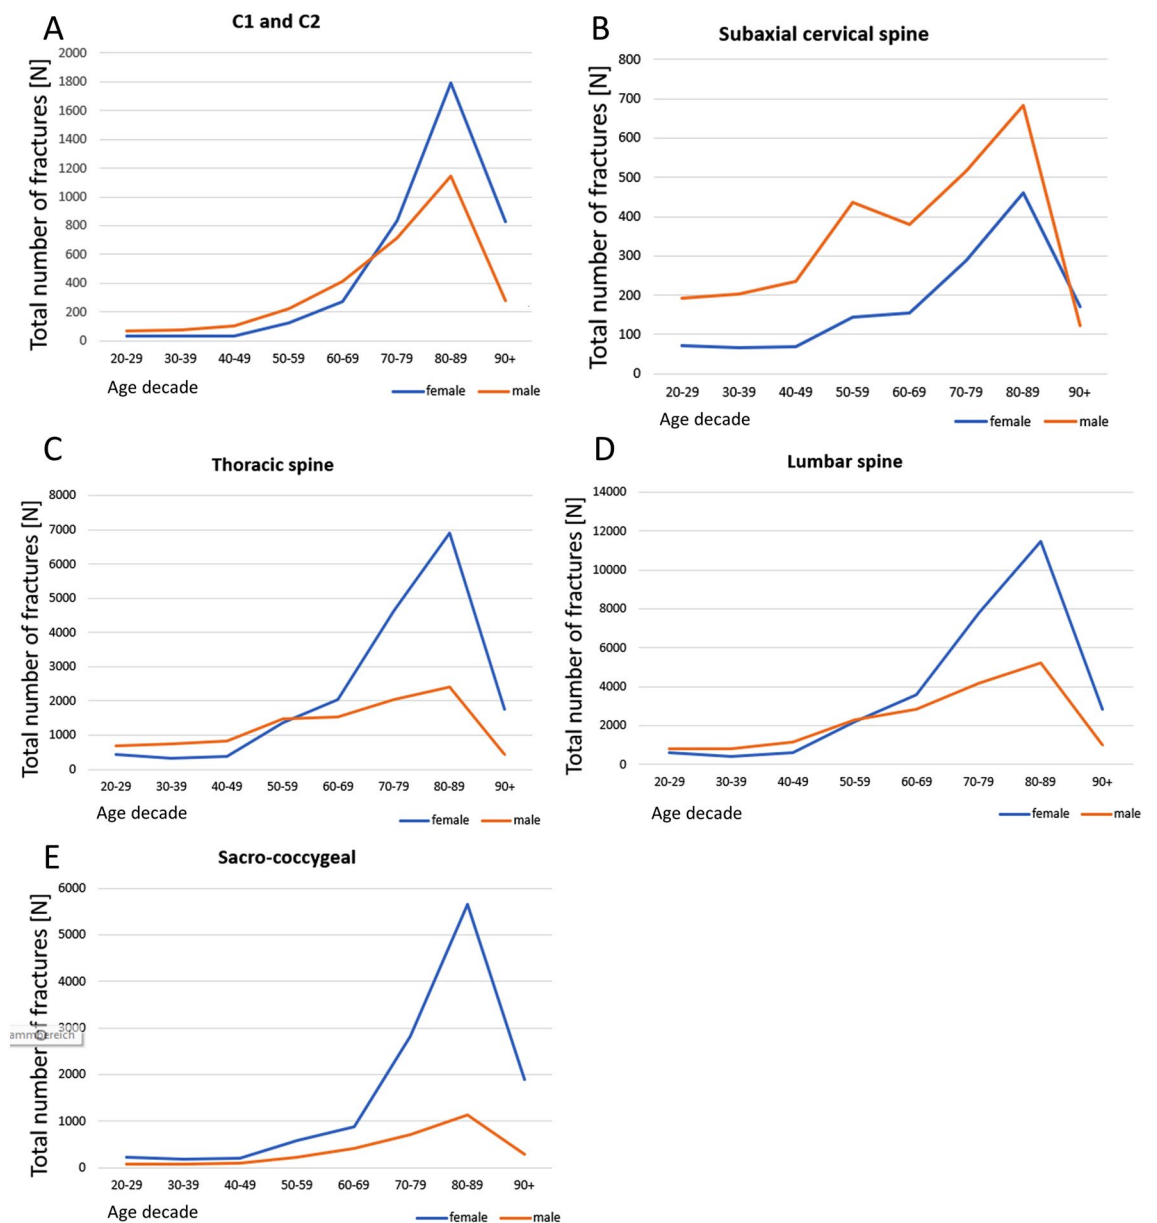 A
C1 and C2
Total number of fractures [N]
2000
1800
1600
1400
1200
1000
800
600
400
200
0
20-29 30-39 40-49 50-59 60-69 70-79 80-89 90+
Age decade
female male
B
Subaxial cervical spine
Total number of fractures [N]
800
700
600
500
400
300
200
100
0
20-29 30-39 40-49 50-59 60-69 70-79 80-89 90+
Age decade
female male
C
Thoracic spine
Total number of fractures [N]
8000
7000
6000
5000
4000
3000
2000
1000
0
20-29 30-39 40-49 50-59 60-69 70-79 80-89 90+
Age decade
female male
D
Lumbar spine
Total number of fractures [N]
14000
12000
10000
8000
6000
4000
2000
0
20-29 30-39 40-49 50-59 60-69 70-79 80-89 90+
Age decade
female male
E
Sacro-coccygeal
Total number of fractures [N]
6000
5000
4000
3000
2000
1000
0
20-29 30-39 40-49 50-59 60-69 70-79 80-89 90+
Age decade
female male